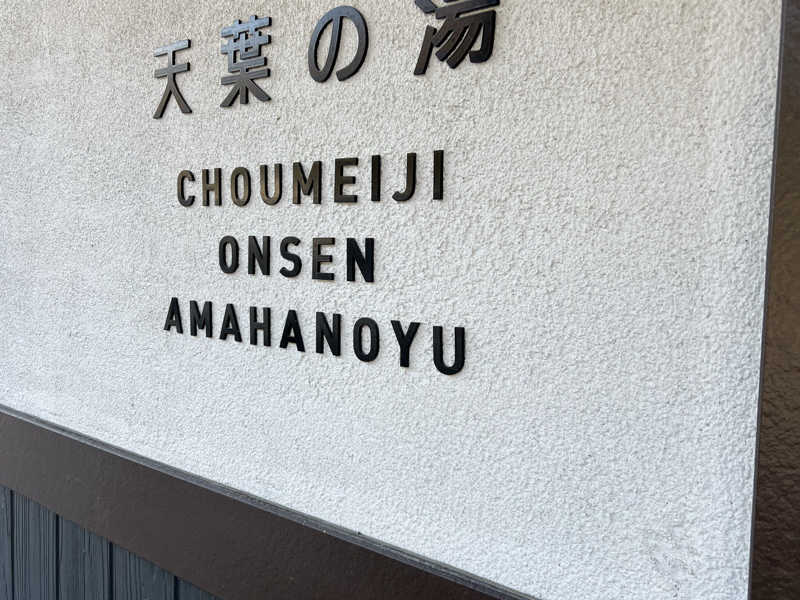 天葉の湯
CHOUMEIJI
ONSEN
AMAHANOYU